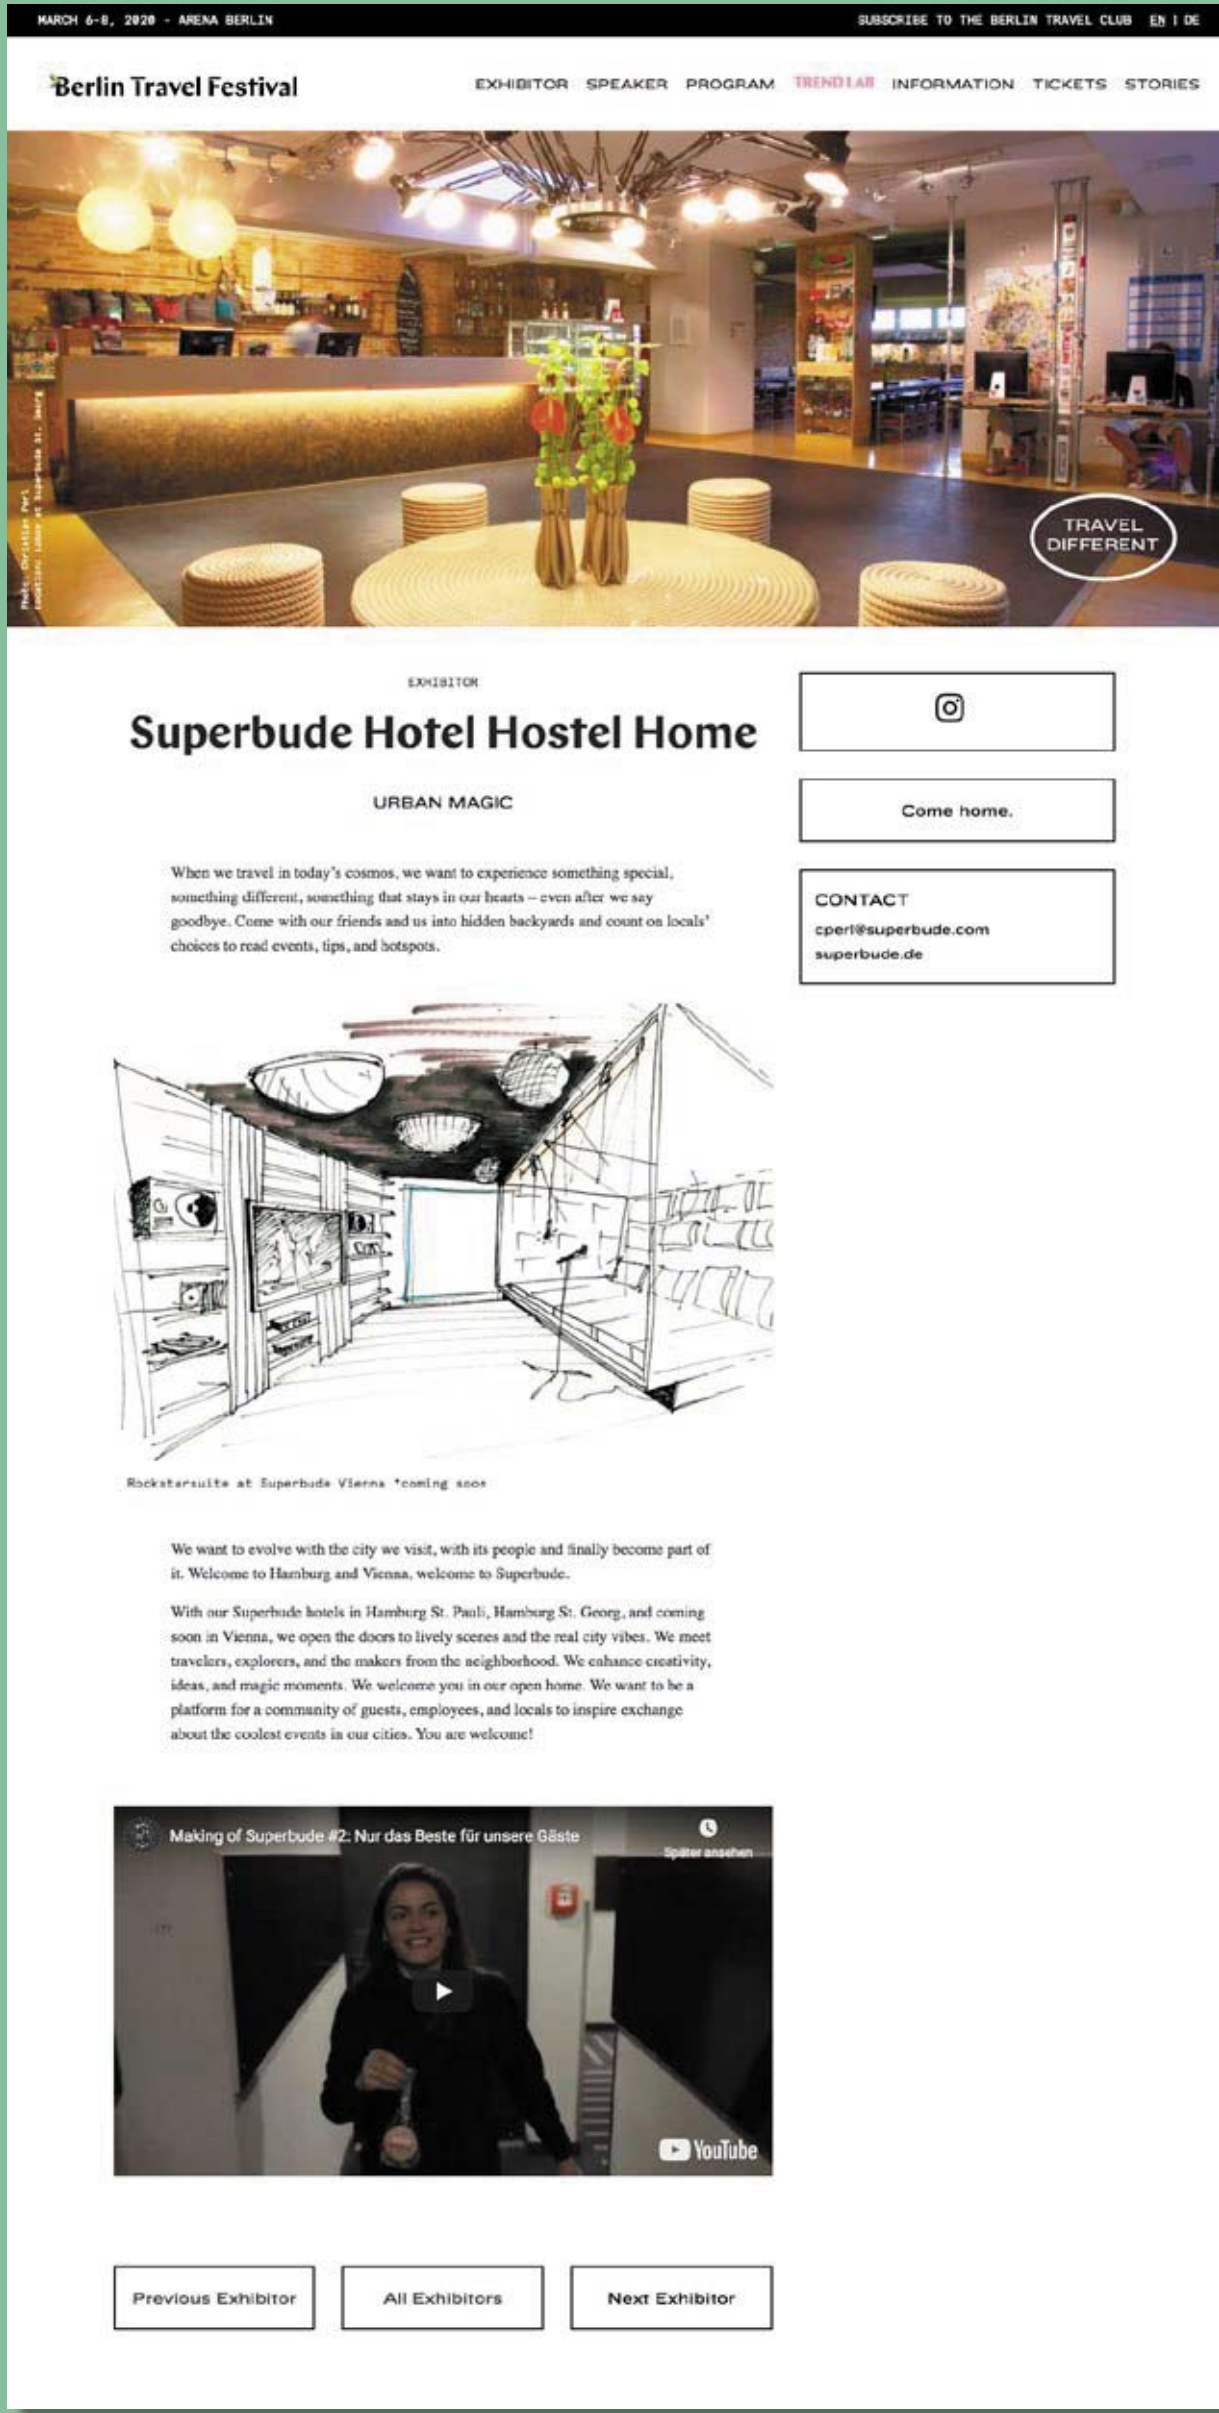 MARCH 6-8, 2020 - ARENA BERLIN
SUBSCRIBE TO THE BERLIN TRAVEL CLUB EN | DE
Berlin Travel Festival
EXHIBITOR SPEAKER PROGRAM TREND LAB INFORMATION TICKETS STORIES
Photo: Christian Perl
Location: Lobby at Superbude St. Georg
TRAVEL
DIFFERENT
EXHIBITOR
Superbude Hotel Hostel Home
URBAN MAGIC
When we travel in today's cosmos, we want to experience something special,
something different, something that stays in our hearts – even after we say
goodbye. Come with our friends and us into hidden backyards and count on locals'
choices to read events, tips, and hotspots.
Come home.
CONTACT
cperl@superbude.com
superbude.de
Rockstarsuite at Superbude Vienna *coming soon
We want to evolve with the city we visit, with its people and finally become part of
it. Welcome to Hamburg and Vienna, welcome to Superbude.
With our Superbude hotels in Hamburg St. Pauli, Hamburg St. Georg, and coming
soon in Vienna, we open the doors to lively scenes and the real city vibes. We meet
travelers, explorers, and the makers from the neighborhood. We enhance creativity,
ideas, and magic moments. We welcome you in our open home. We want to be a
platform for a community of guests, employees, and locals to inspire exchange
about the coolest events in our cities. You are welcome!
Making of Superbude #2: Nur das Beste für unsere Gäste
Später ansehen
YouTube
Previous Exhibitor
All Exhibitors
Next Exhibitor